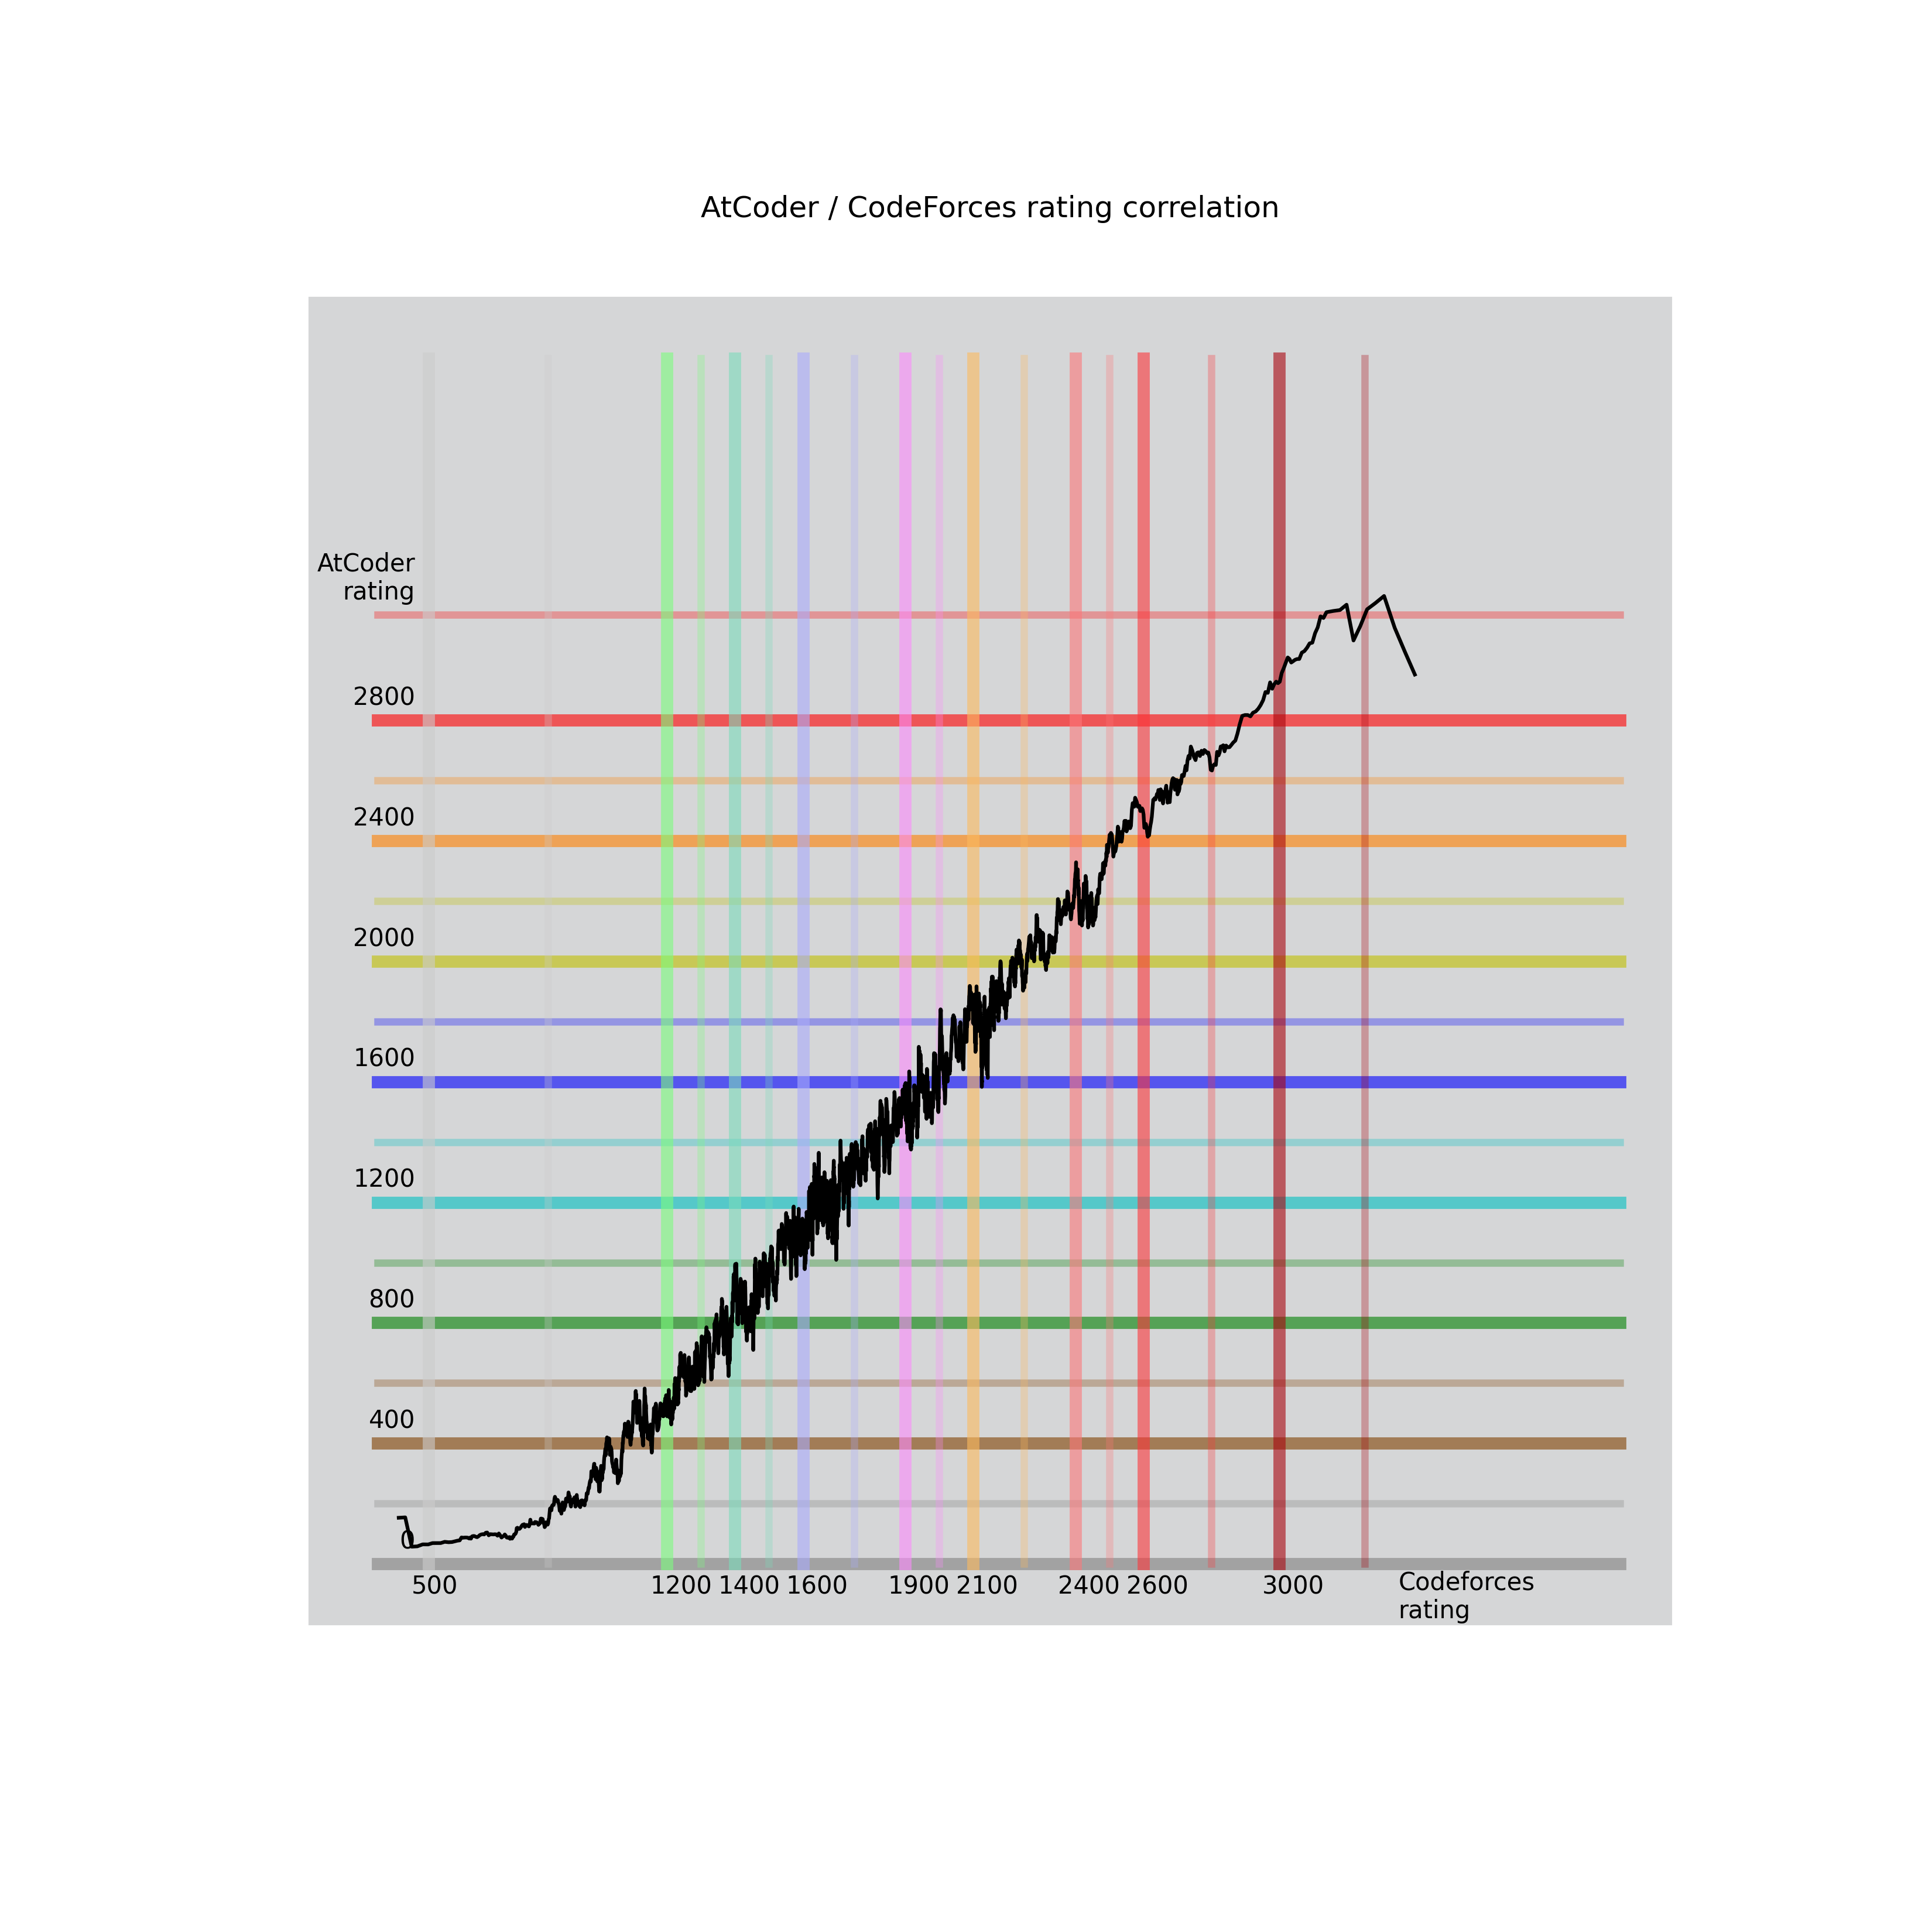 AtCoder / CodeForces rating correlation
AtCoder
rating
2800
2400
2000
1600
1200
800
400
0
500 1200 1400 1600 1900 2100 2400 2600 3000
Codeforces
rating